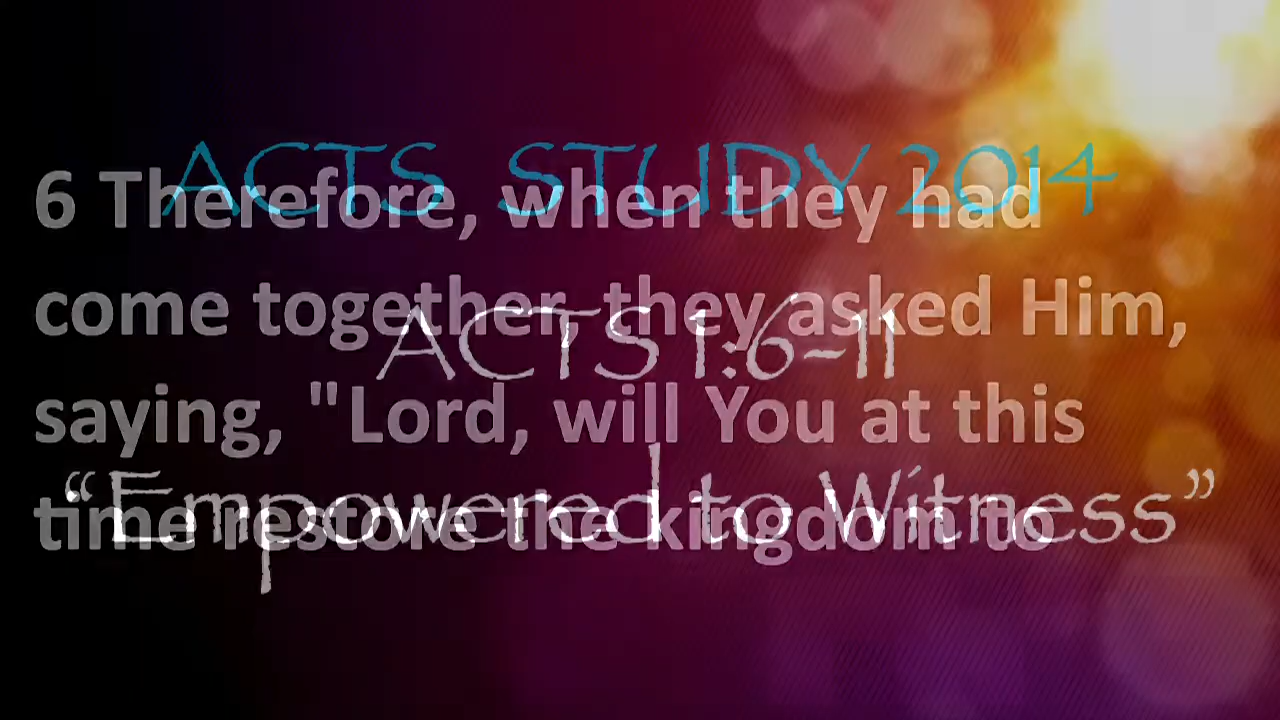 ACTS STUDY 2014
ACTS 1:6-11
“Empowered to Witness”
6 Therefore, when they had
come together, they asked Him,
saying, "Lord, will You at this
time restore the kingdom to